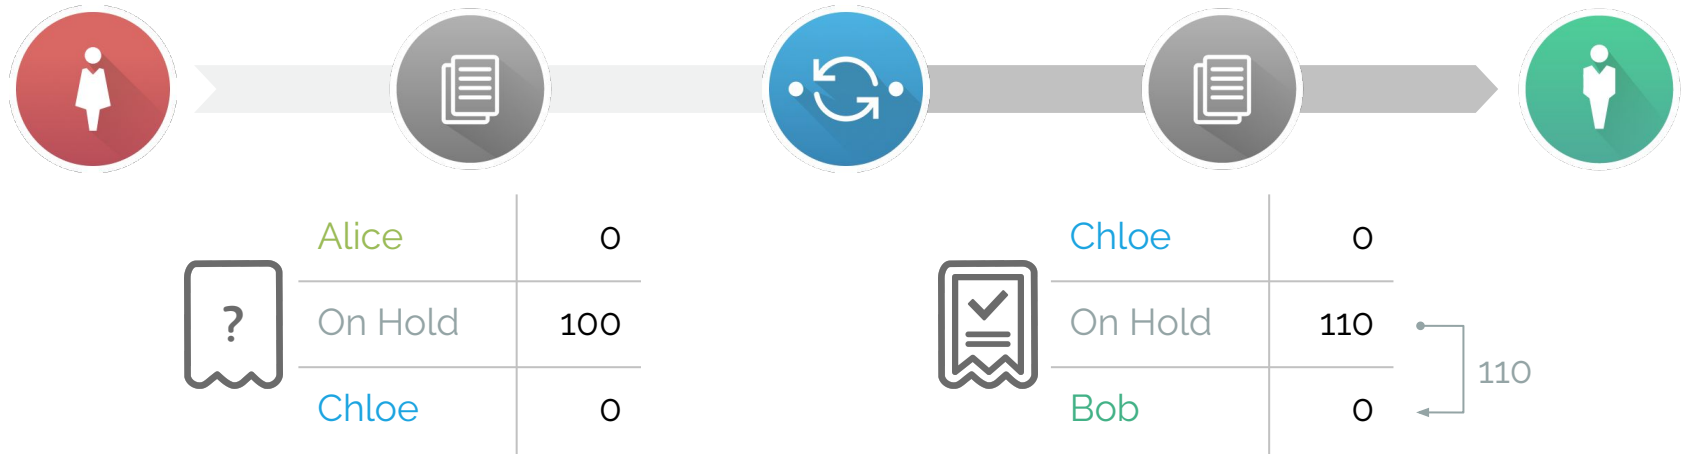 Alice 0
? On Hold 100
Chloe 0
Chloe 0
On Hold 110
110
Bob 0